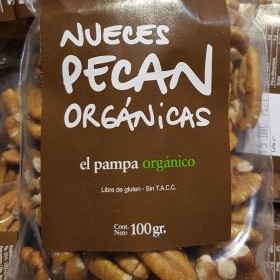 NUECES
PECAN
ORGÁNICAS
el pampa orgánico
Libre de gluten - Sin T.A.C.C.
Cont.
Neto 100gr.